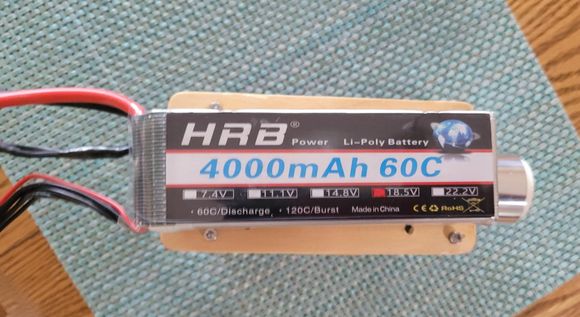 HRB® Power Li-Poly Battery
4000mAh 60C
7.4V 11.1V 14.8V 18.5V 22.2V
• 60C/Discharge • 120C/Burst Made in China CE RoHS